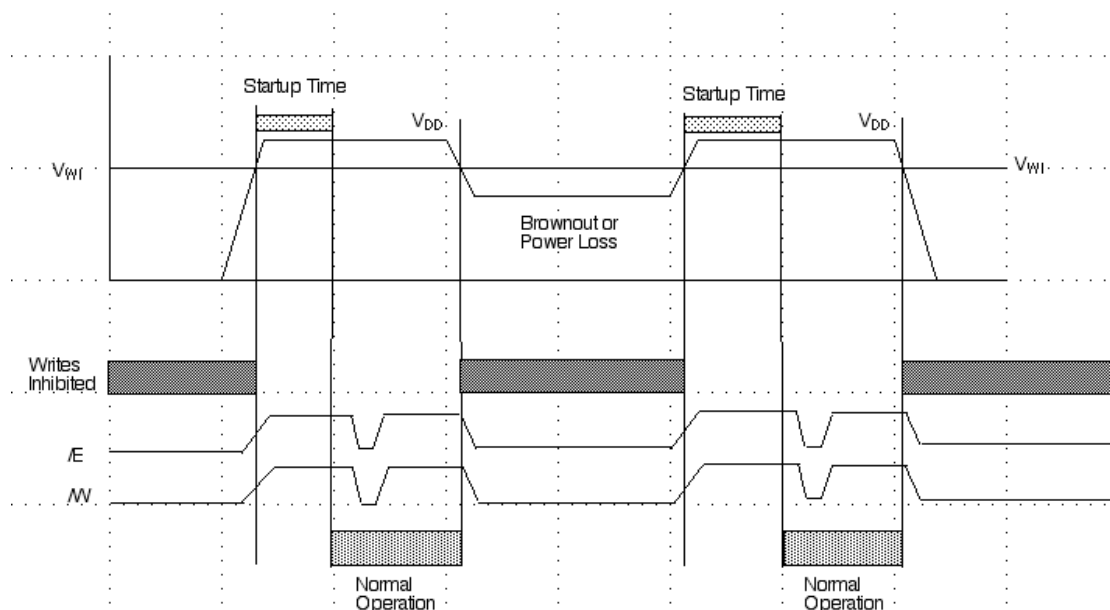 Startup Time
Startup Time
VDD
VDD
VWI
VWI
Brownout or
Power Loss
Writes
Inhibited
/E
/W
Normal
Operation
Normal
Operation